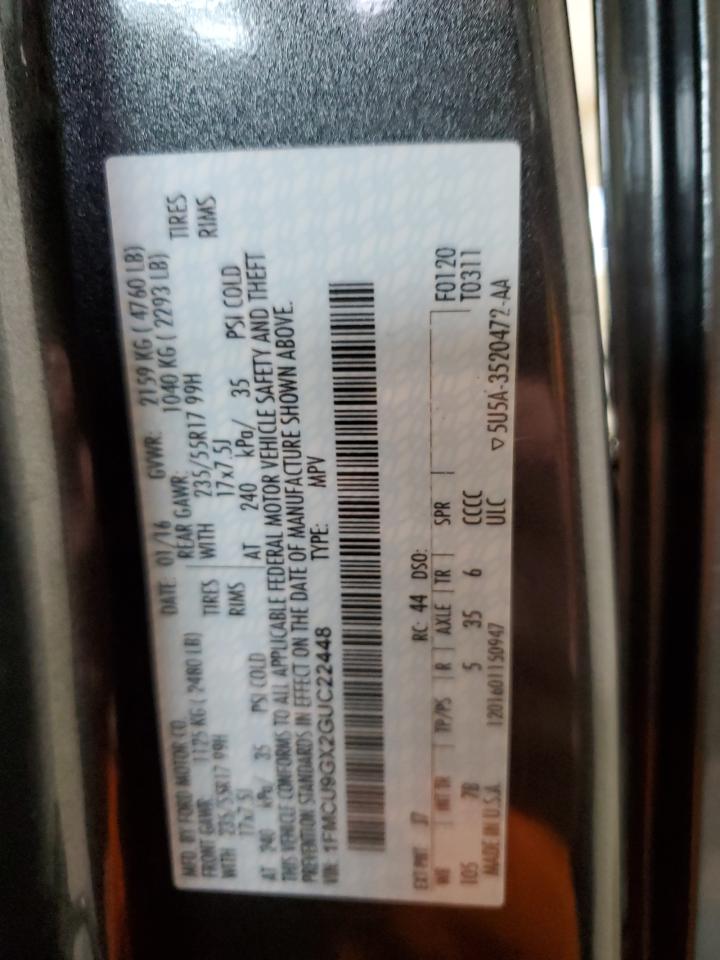 MFD. BY FORD MOTOR CO. DATE: 01/16 GVWR: 2159 KG ( 4760 LB)
FRONT GAWR: 1125 KG ( 2480 LB) REAR GAWR: 1040 KG ( 2293 LB)
WITH 235/55R17 99H TIRES WITH 235/55R17 99H TIRES
17x7.5J RIMS 17x7.5J RIMS
AT 240 kPa/ 35 PSI COLD AT 240 kPa/ 35 PSI COLD
THIS VEHICLE CONFORMS TO ALL APPLICABLE FEDERAL MOTOR VEHICLE SAFETY AND THEFT
PREVENTION STANDARDS IN EFFECT ON THE DATE OF MANUFACTURE SHOWN ABOVE.
VIN: 1FMCU9GX2GUC22448 TYPE: MPV
EXT PNT: J7 RC: 44 DSO: F0120
WB INT TR TP/PS R AXLE TR SPR T0311
105 7B 5 35 6 CCCC
MADE IN U.S.A. 1201601150947 ULC ▽ 5U5A-3520472-AA